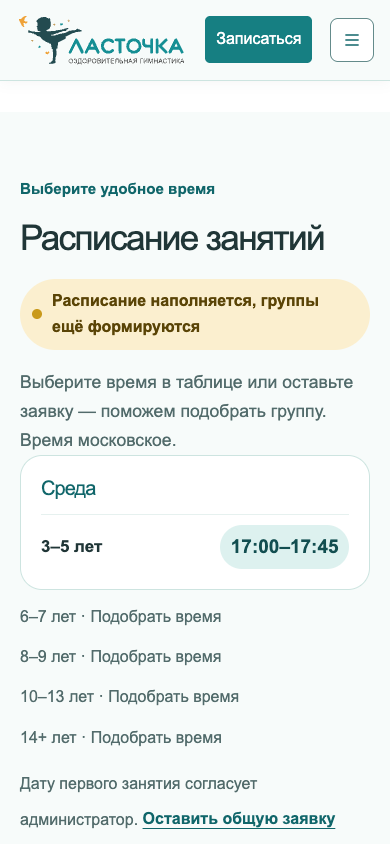 ЛАСТОЧКА
ОЗДОРОВИТЕЛЬНАЯ ГИМНАСТИКА
Записаться
Выберите удобное время
Расписание занятий
Расписание наполняется, группы
ещё формируются
Выберите время в таблице или оставьте
заявку — поможем подобрать группу.
Время московское.
Среда
3–5 лет
17:00–17:45
6–7 лет · Подобрать время
8–9 лет · Подобрать время
10–13 лет · Подобрать время
14+ лет · Подобрать время
Дату первого занятия согласует
администратор. Оставить общую заявку